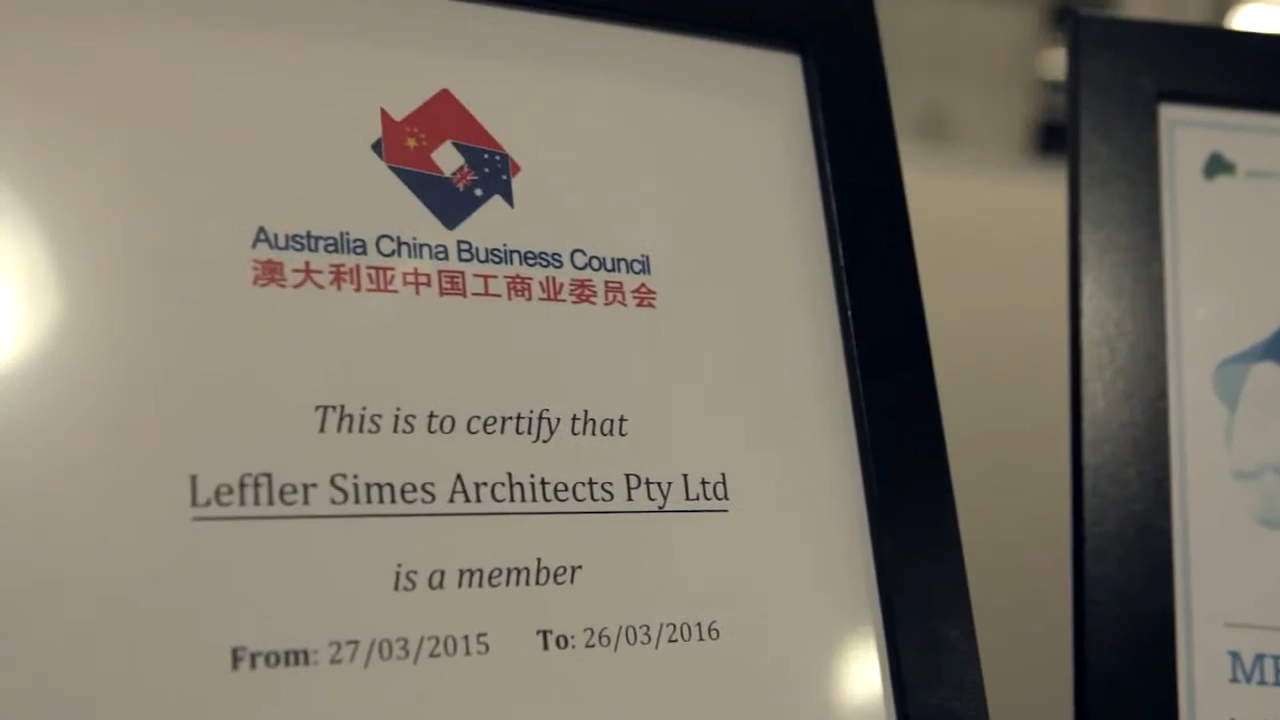 Australia China Business Council
澳大利亚中国工商业委员会
This is to certify that
Leffler Simes Architects Pty Ltd
is a member
From: 27/03/2015 To: 26/03/2016